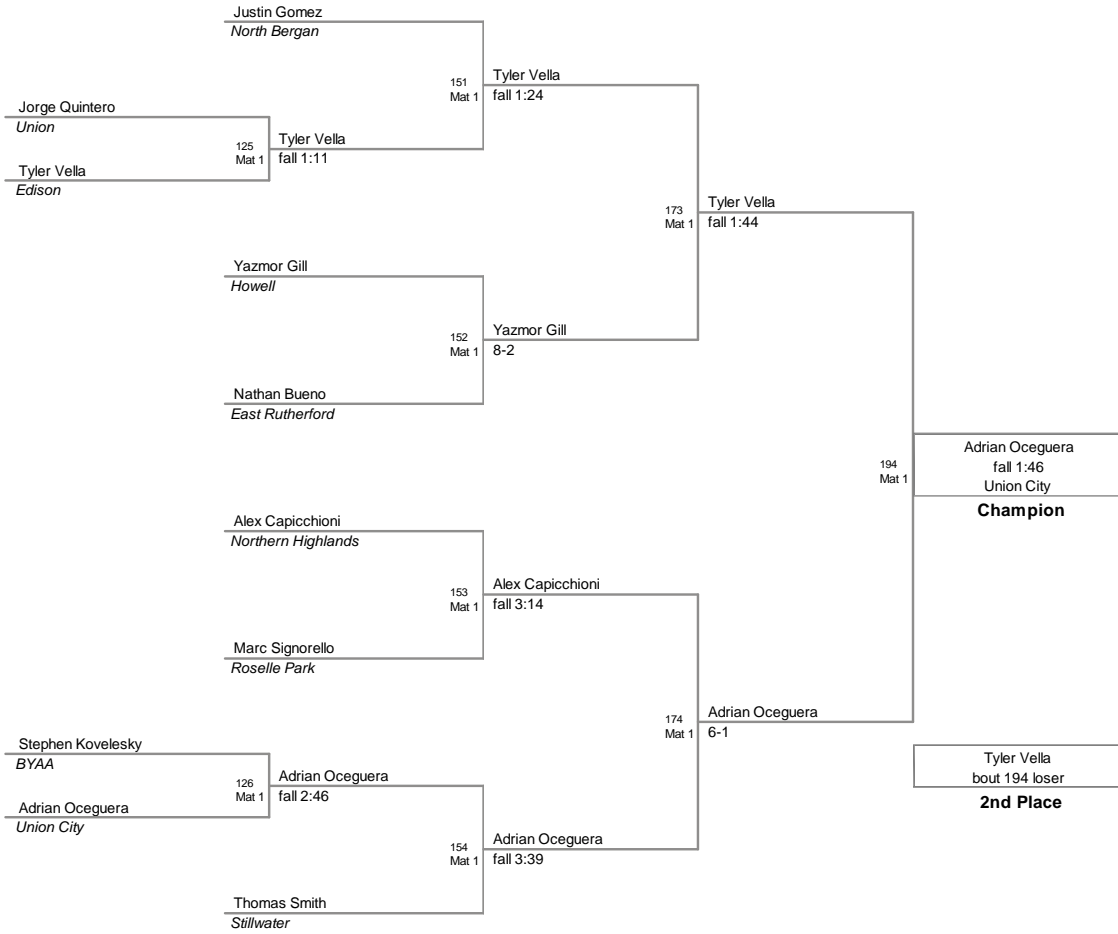 Justin Gomez
North Bergan
151
Mat 1
Tyler Vella
fall 1:24
Jorge Quintero
Union
125
Mat 1
Tyler Vella
fall 1:11
Tyler Vella
Edison
173
Mat 1
Tyler Vella
fall 1:44
Yazmor Gill
Howell
152
Mat 1
Yazmor Gill
8-2
Nathan Bueno
East Rutherford
194
Mat 1
Adrian Oceguera
fall 1:46
Union City
Champion
Alex Capicchioni
Northern Highlands
153
Mat 1
Alex Capicchioni
fall 3:14
Marc Signorello
Roselle Park
174
Mat 1
Adrian Oceguera
6-1
Stephen Kovelesky
BYAA
126
Mat 1
Adrian Oceguera
fall 2:46
Adrian Oceguera
Union City
154
Mat 1
Adrian Oceguera
fall 3:39
Thomas Smith
Stillwater
Tyler Vella
bout 194 loser
2nd Place